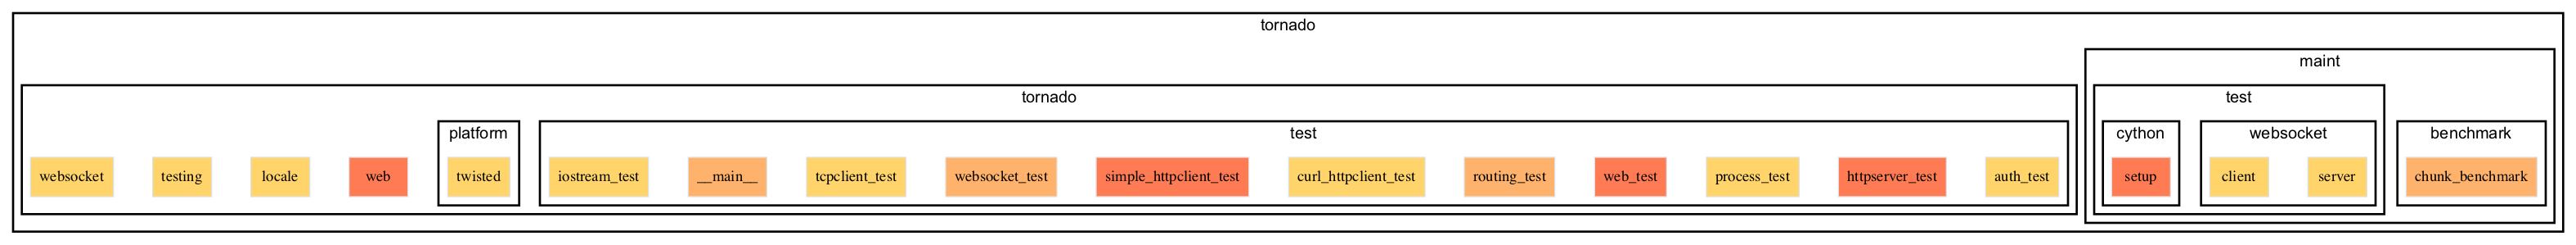 tornado
maint
tornado
test
platform
test
cython
websocket
benchmark
websocket
testing
locale
web
twisted
iostream_test
__main__
tcpclient_test
websocket_test
simple_httpclient_test
curl_httpclient_test
routing_test
web_test
process_test
httpserver_test
auth_test
setup
client
server
chunk_benchmark